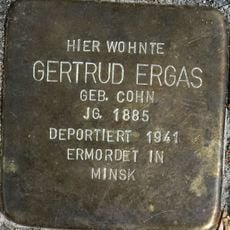 HIER WOHNTE
GERTRUD ERGAS
GEB. COHN
JG. 1885
DEPORTIERT 1941
ERMORDET IN
MINSK